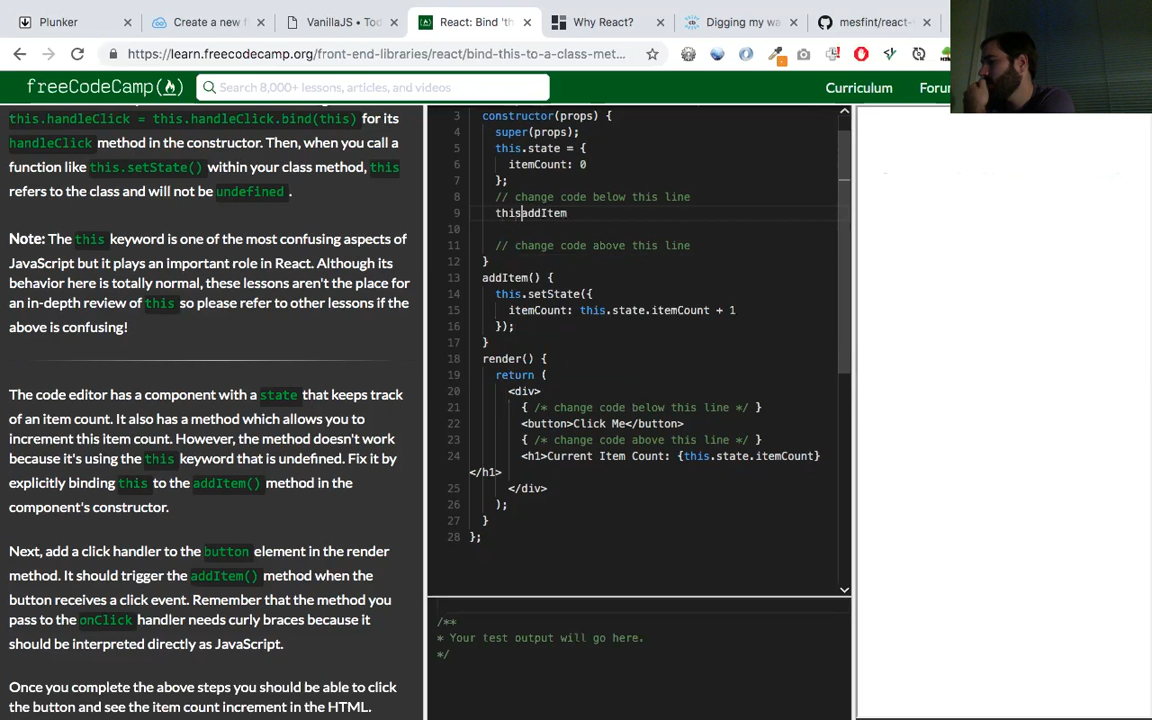 Plunker
Create a new f
VanillaJS • Tod
React: Bind 'th
Why React?
Digging my wa
mesfint/react-
https://learn.freecodecamp.org/front-end-libraries/react/bind-this-to-a-class-met...
freeCodeCamp
Search 8,000+ lessons, articles, and videos
Curriculum
Forum
this.handleClick = this.handleClick.bind(this) for its
handleClick method in the constructor. Then, when you call a
function like this.setState() within your class method, this
refers to the class and will not be undefined .
Note: The this keyword is one of the most confusing aspects of
JavaScript but it plays an important role in React. Although its
behavior here is totally normal, these lessons aren't the place for
an in-depth review of this so please refer to other lessons if the
above is confusing!
The code editor has a component with a state that keeps track
of an item count. It also has a method which allows you to
increment this item count. However, the method doesn't work
because it's using the this keyword that is undefined. Fix it by
explicitly binding this to the addItem() method in the
component's constructor.
Next, add a click handler to the button element in the render
method. It should trigger the addItem() method when the
button receives a click event. Remember that the method you
pass to the onClick handler needs curly braces because it
should be interpreted directly as JavaScript.
Once you complete the above steps you should be able to click
the button and see the item count increment in the HTML.
3 constructor(props) {
4 super(props);
5 this.state = {
6 itemCount: 0
7 };
8 // change code below this line
9 thisaddItem
10
11 // change code above this line
12 }
13 addItem() {
14 this.setState({
15 itemCount: this.state.itemCount + 1
16 });
17 }
18 render() {
19 return (
20 <div>
21 { /* change code below this line */ }
22 <button>Click Me</button>
23 { /* change code above this line */ }
24 <h1>Current Item Count: {this.state.itemCount}
</h1>
25 </div>
26 );
27 }
28 };
/**
* Your test output will go here.
*/